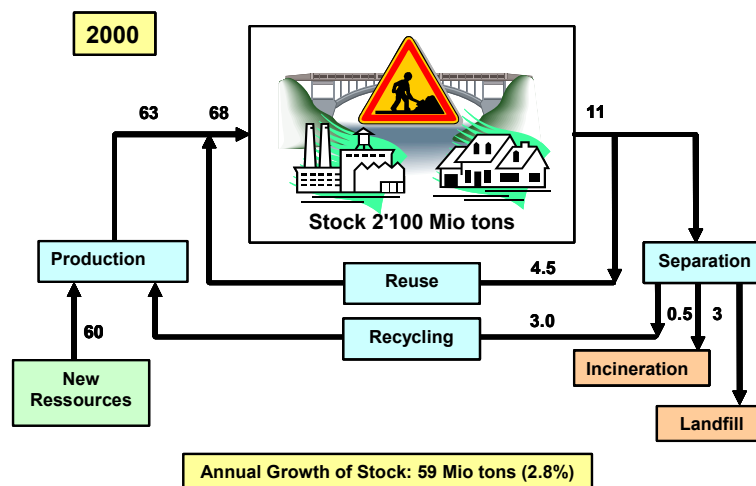 2000
63
68
11
Stock 2'100 Mio tons
Production
Separation
Reuse
4.5
Recycling
3.0
0.5
3
60
New
Ressources
Incineration
Landfill
Annual Growth of Stock: 59 Mio tons (2.8%)